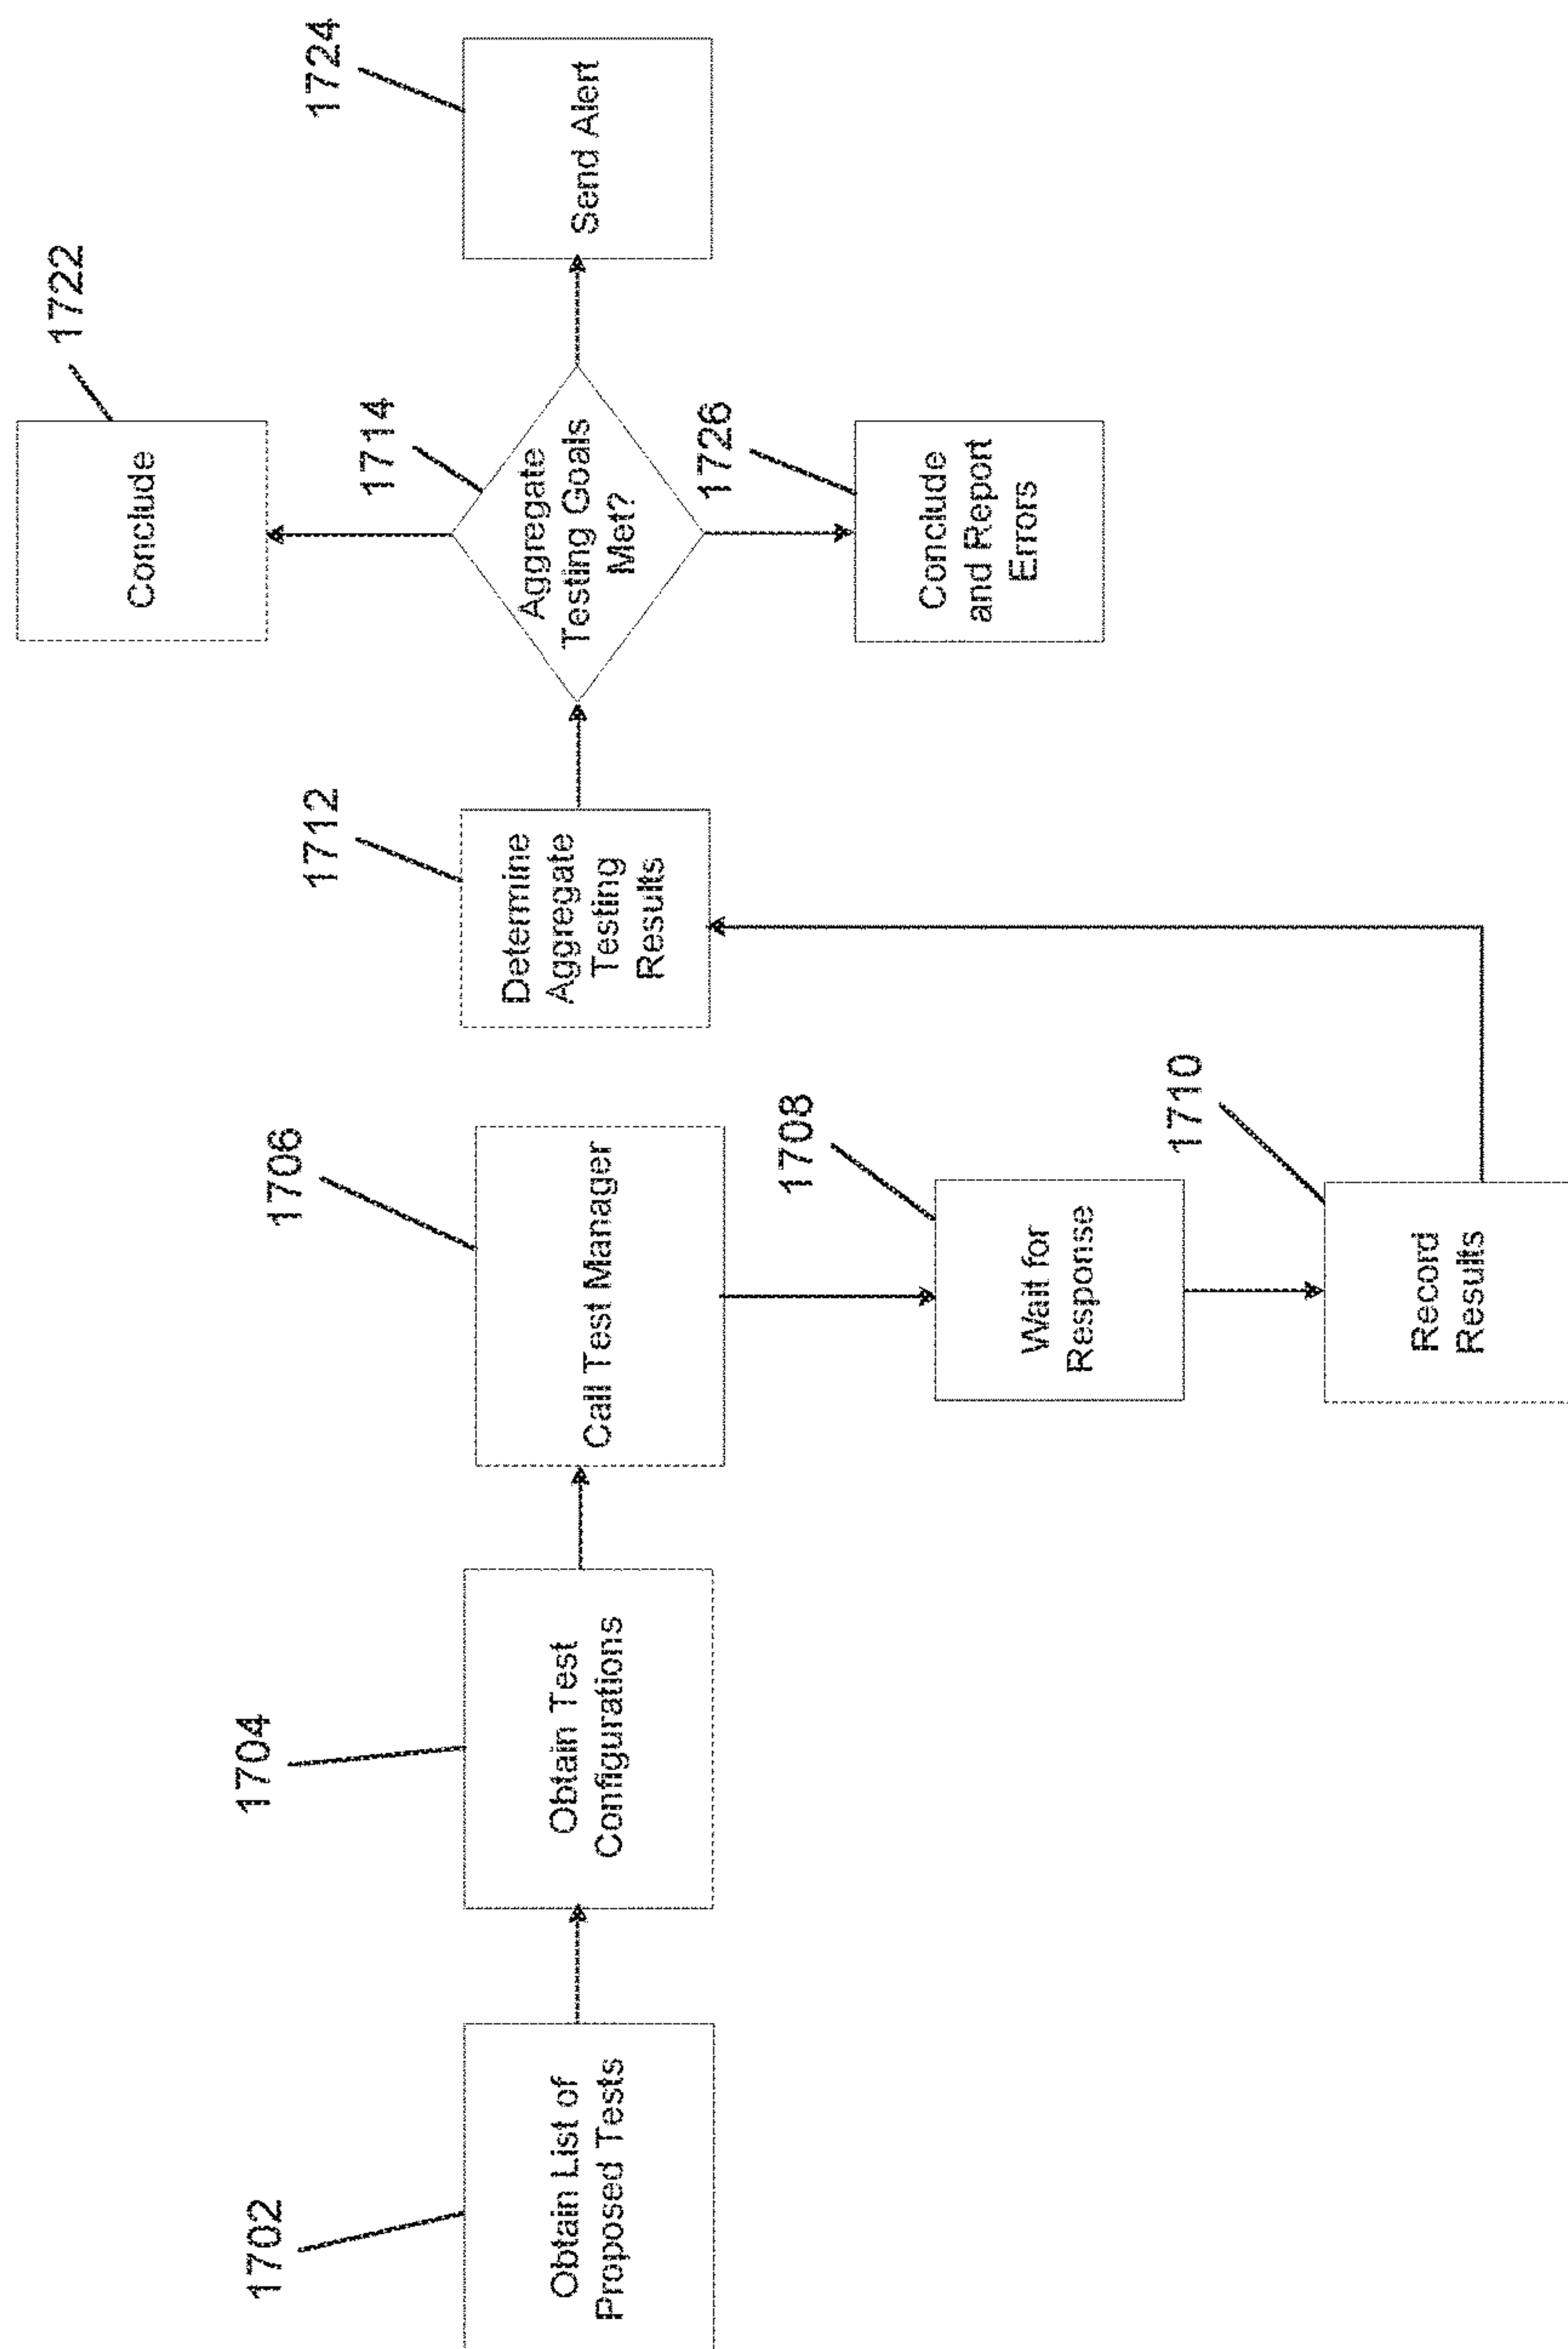 1702
Obtain List of
Proposed Tests
1704
Obtain Test
Configurations
1706
Call Test Manager
1708
Wait for
Response
1710
Record
Results
1712
Determine
Aggregate
Testing
Results
1714
Aggregate
Testing Goals
Met?
1722
Conclude
1724
Send Alert
1726
Conclude
and Report
Errors